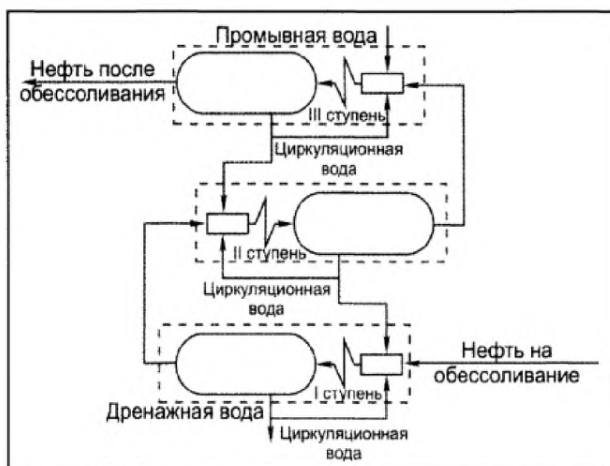 Промывная вода
Нефть после
обессоливания
III ступень
Циркуляционная
вода
II ступень
Циркуляционная
вода
Нефть на
обессоливание
I ступень
Дренажная вода
Циркуляционная
вода